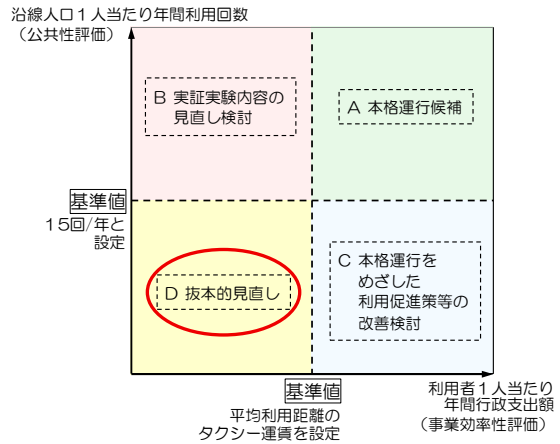 沿線人口1人当たり年間利用回数
（公共性評価）
B 実証実験内容の
見直し検討
A 本格運行候補
基準値
15回/年と
設定
D 抜本的見直し
C 本格運行を
めざした
利用促進策等の
改善検討
基準値
平均利用距離の
タクシー運賃を設定
利用者1人当たり
年間行政支出額
（事業効率性評価）